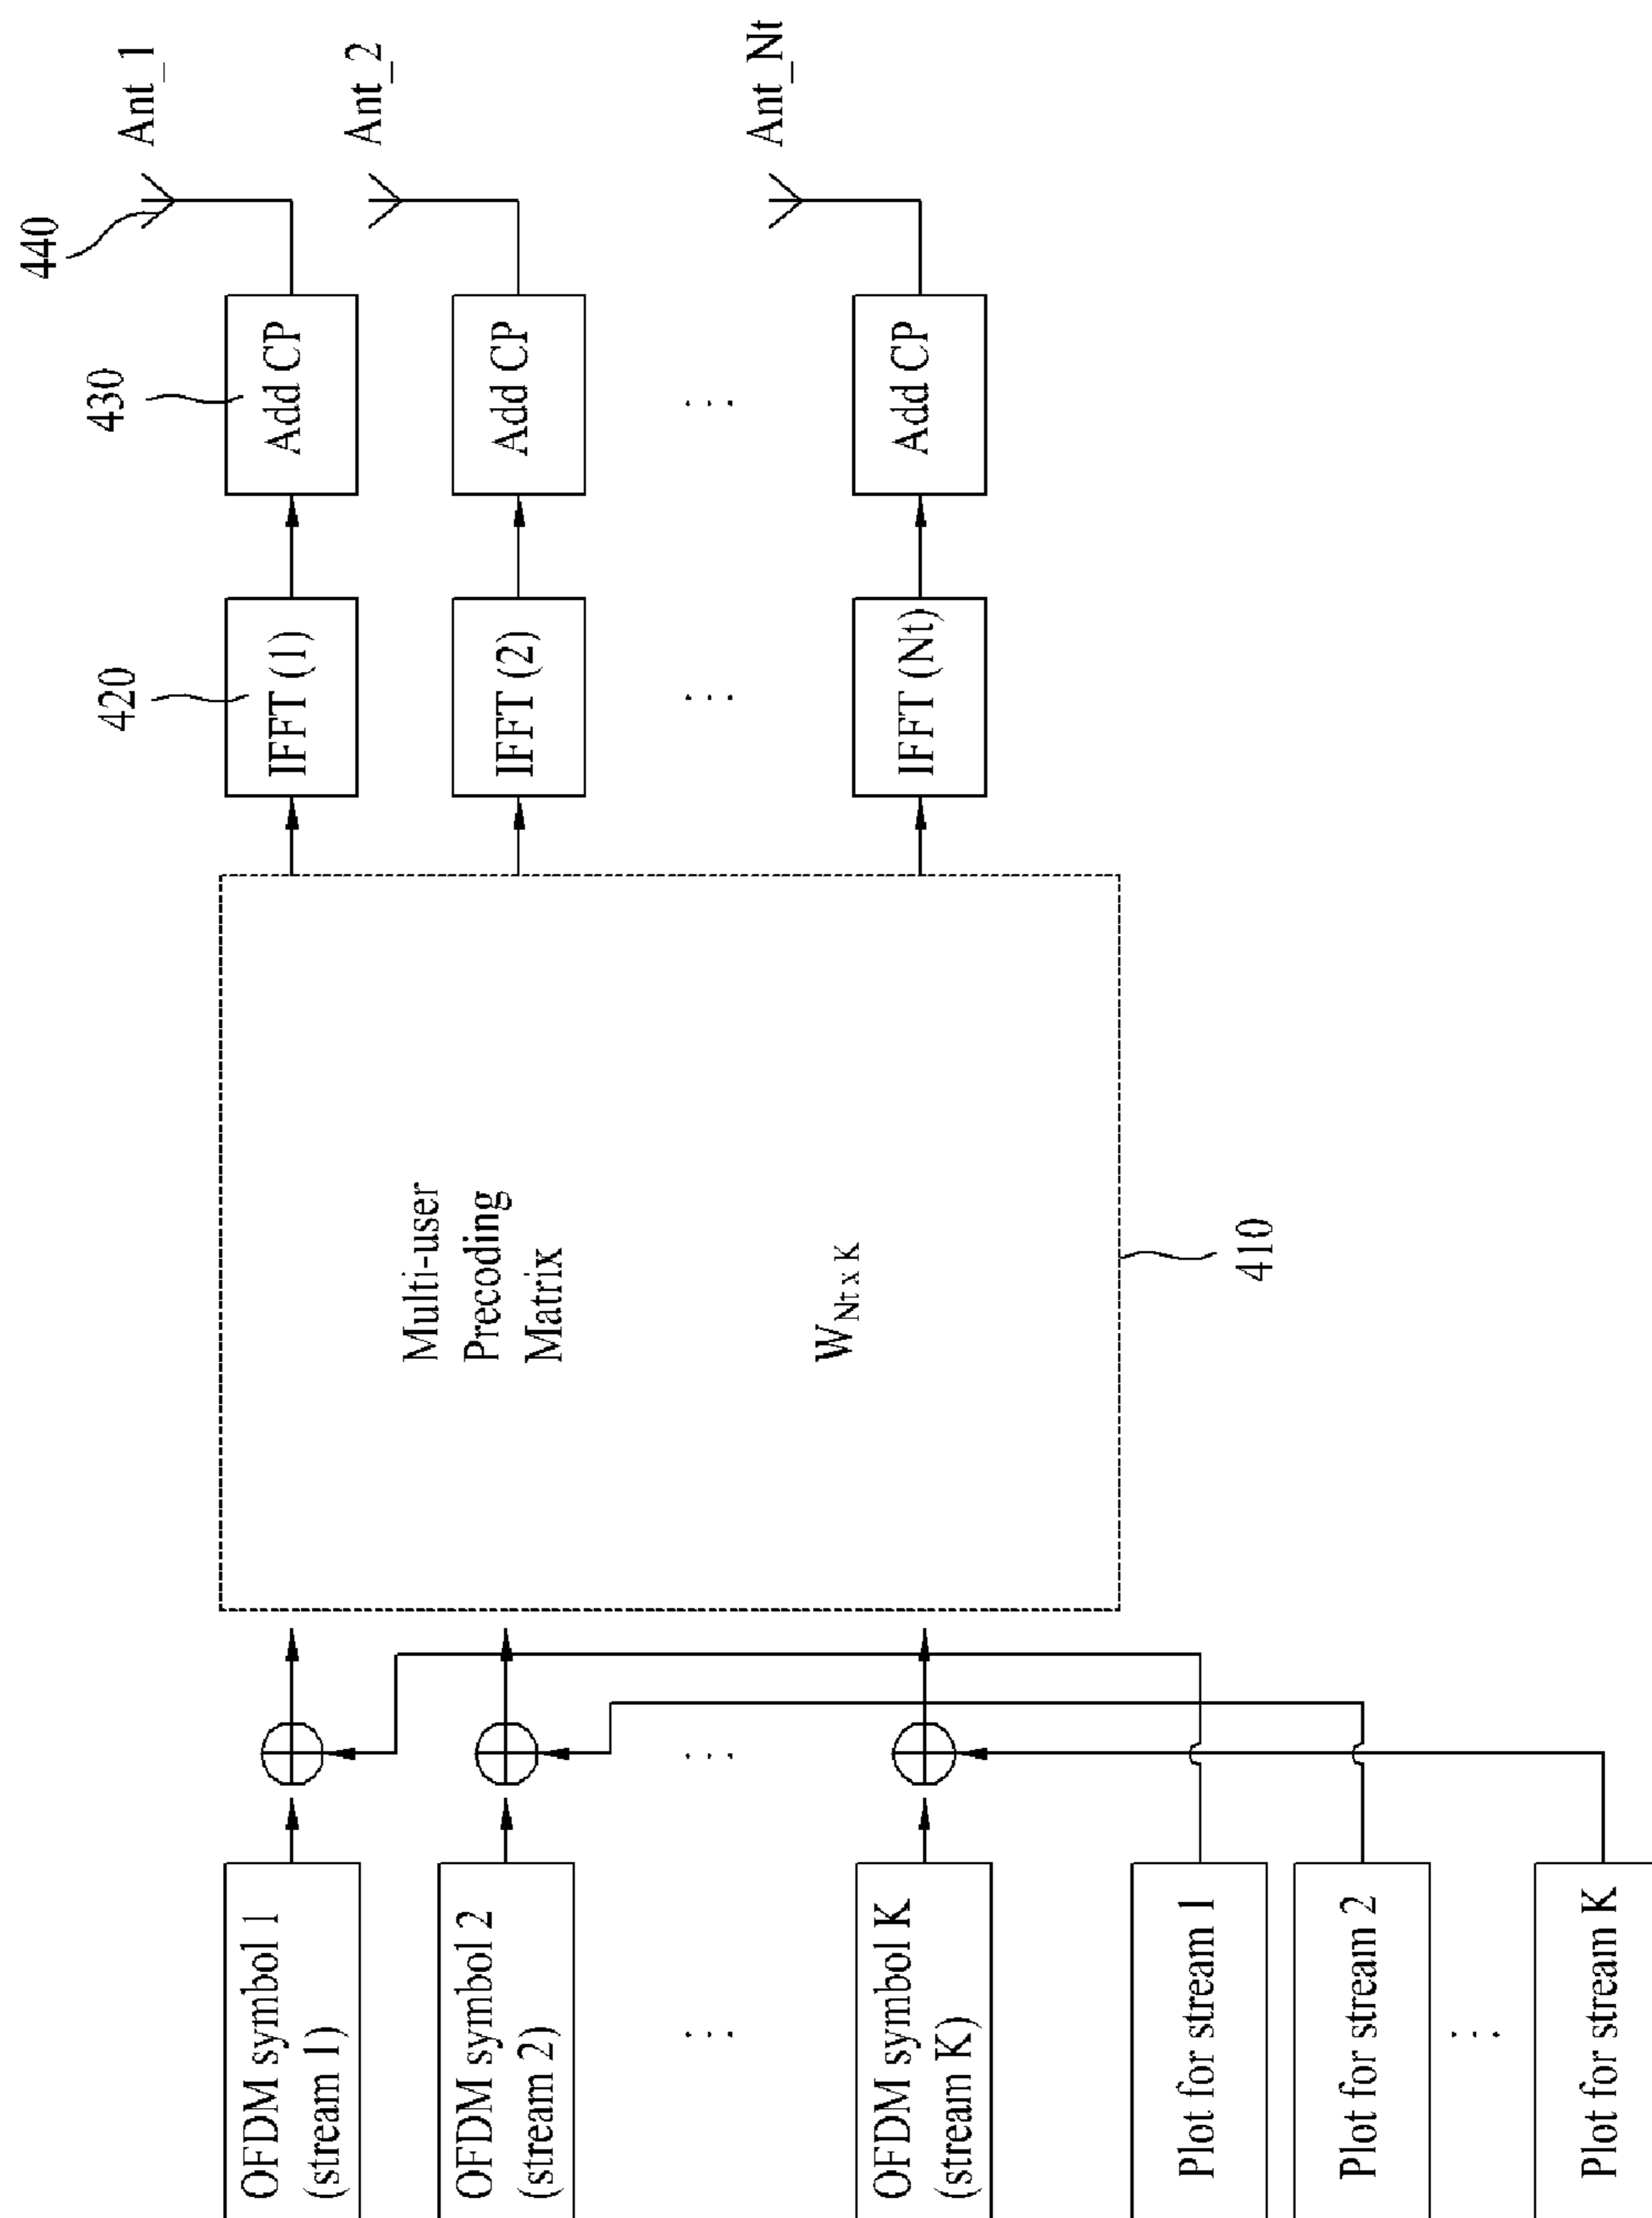 OFDM symbol 1
(stream 1)
OFDM symbol 2
(stream 2)
...
OFDM symbol K
(stream K)
Plot for stream 1
Plot for stream 2
...
Plot for stream K
...
Multi-user
Precoding
Matrix
W_{Nt x K}
410
420
IFFT (1)
IFFT (2)
...
IFFT (Nt)
430
Add CP
Add CP
...
Add CP
440
Ant_1
Ant_2
Ant_Nt